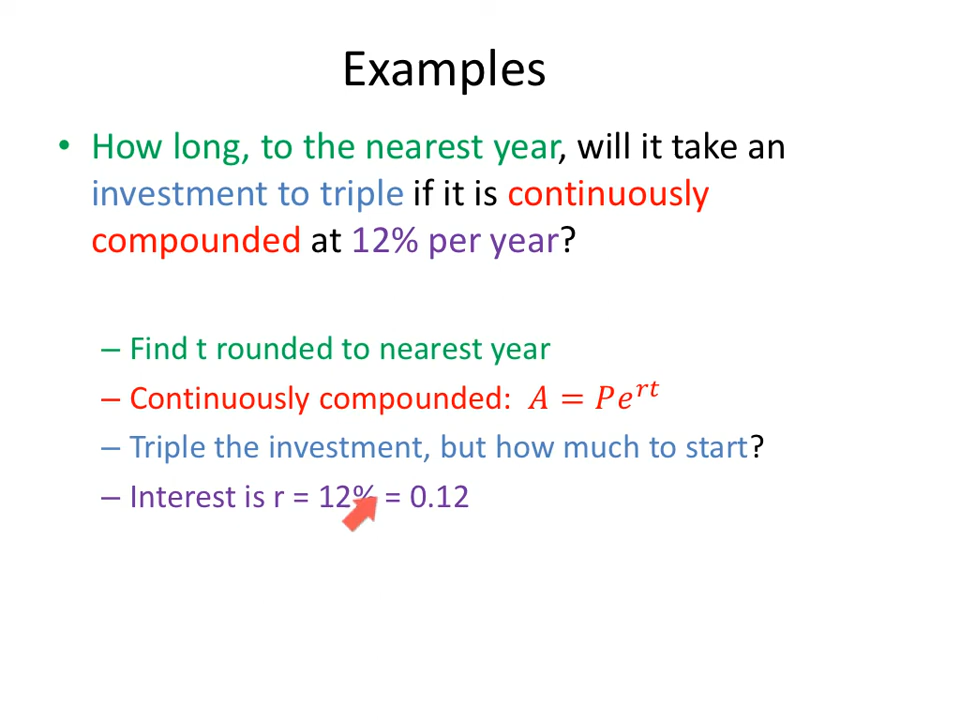 Examples
• How long, to the nearest year, will it take an
investment to triple if it is continuously
compounded at 12% per year?
– Find t rounded to nearest year
– Continuously compounded: A = Pe^{rt}
– Triple the investment, but how much to start?
– Interest is r = 12% = 0.12